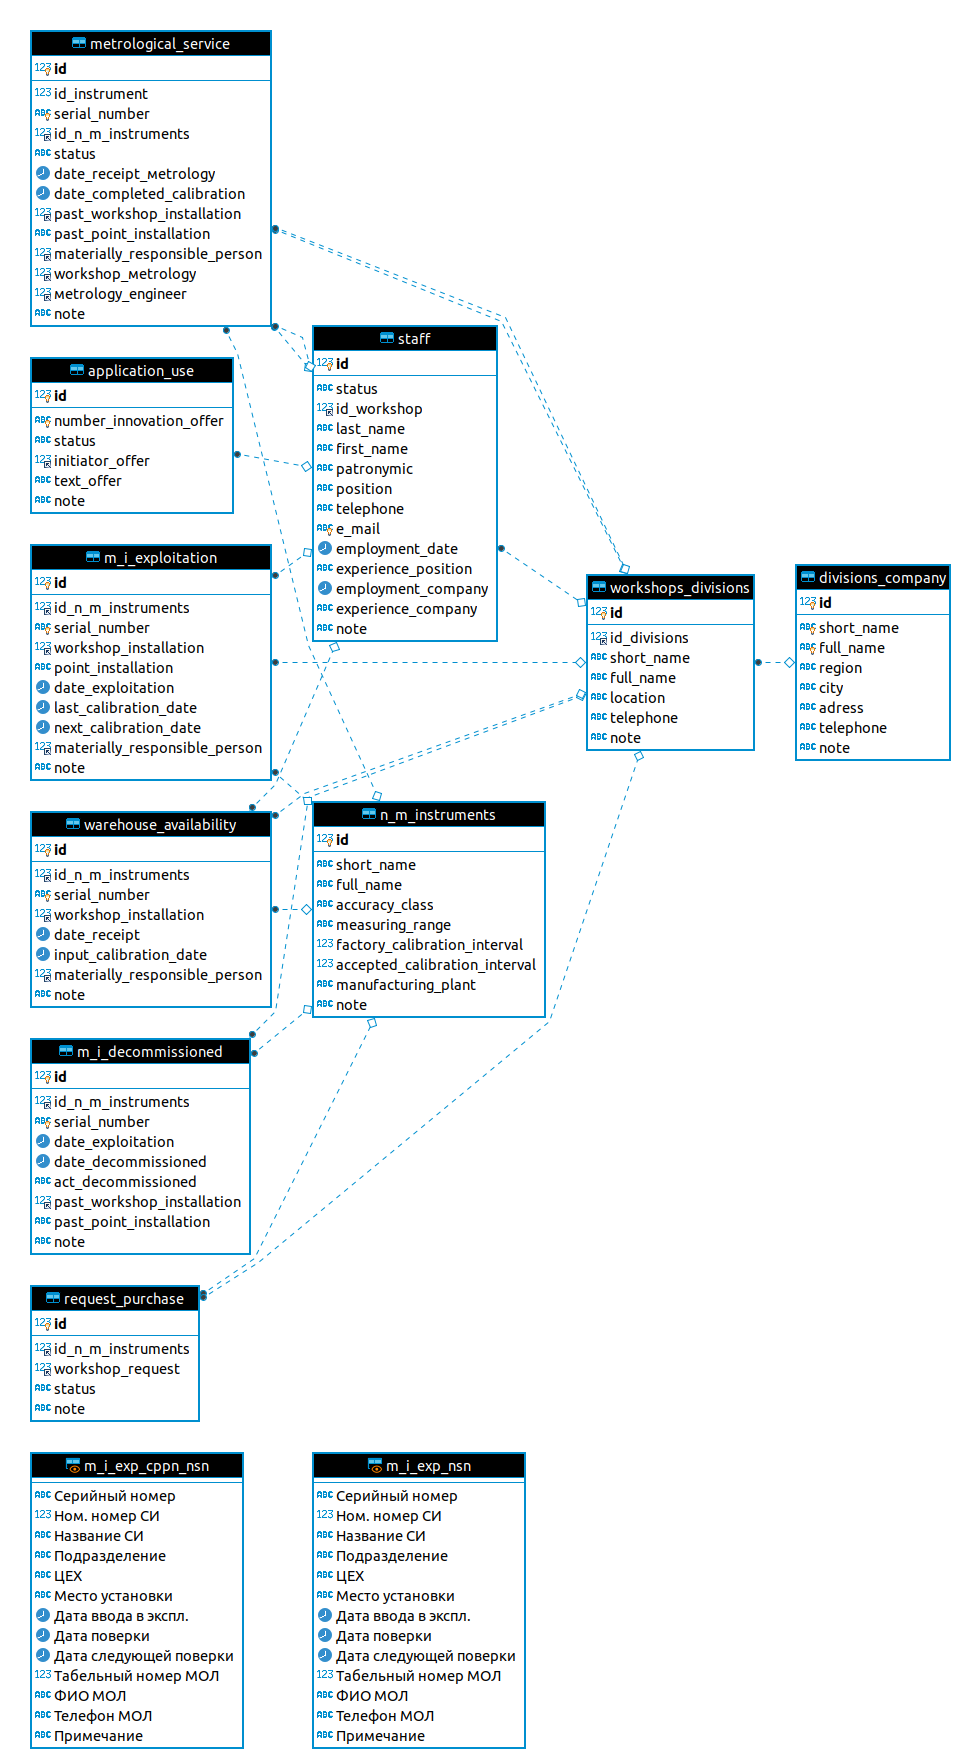 metrological_service
id
id_instrument
serial_number
id_n_m_instruments
status
date_receipt_метрology
date_completed_calibration
past_workshop_installation
past_point_installation
materially_responsible_person
workshop_метрology
метрology_engineer
note
application_use
id
number_innovation_offer
status
initiator_offer
text_offer
note
m_i_exploitation
id
id_n_m_instruments
serial_number
workshop_installation
point_installation
date_exploitation
last_calibration_date
next_calibration_date
materially_responsible_person
note
warehouse_availability
id
id_n_m_instruments
serial_number
workshop_installation
date_receipt
input_calibration_date
materially_responsible_person
note
m_i_decommissioned
id
id_n_m_instruments
serial_number
date_exploitation
date_decommissioned
act_decommissioned
past_workshop_installation
past_point_installation
note
request_purchase
id
id_n_m_instruments
workshop_request
status
note
staff
id
status
id_workshop
last_name
first_name
patronymic
position
telephone
e_mail
employment_date
experience_position
employment_company
experience_company
note
n_m_instruments
id
short_name
full_name
accuracy_class
measuring_range
factory_calibration_interval
accepted_calibration_interval
manufacturing_plant
note
workshops_divisions
id
id_divisions
short_name
full_name
location
telephone
note
divisions_company
id
short_name
full_name
region
city
adress
telephone
note
m_i_exp_cppn_nsn
Серийный номер
Ном. номер СИ
Название СИ
Подразделение
ЦЕХ
Место установки
Дата ввода в экспл.
Дата поверки
Дата следующей поверки
Табельный номер МОЛ
ФИО МОЛ
Телефон МОЛ
Примечание
m_i_exp_nsn
Серийный номер
Ном. номер СИ
Название СИ
Подразделение
ЦЕХ
Место установки
Дата ввода в экспл.
Дата поверки
Дата следующей поверки
Табельный номер МОЛ
ФИО МОЛ
Телефон МОЛ
Примечание